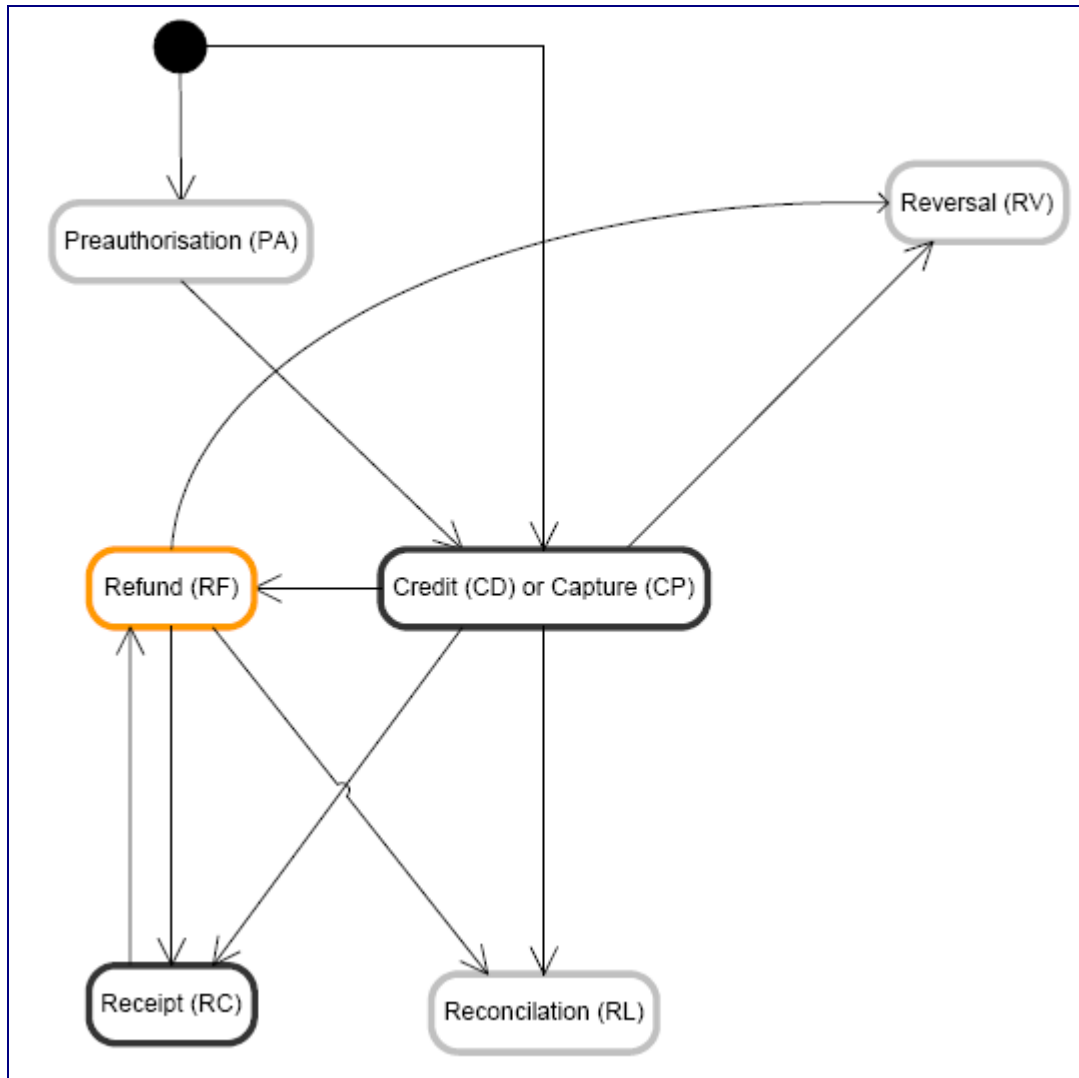 Reversal (RV)
Preauthorisation (PA)
Refund (RF)
Credit (CD) or Capture (CP)
Receipt (RC)
Reconcilation (RL)